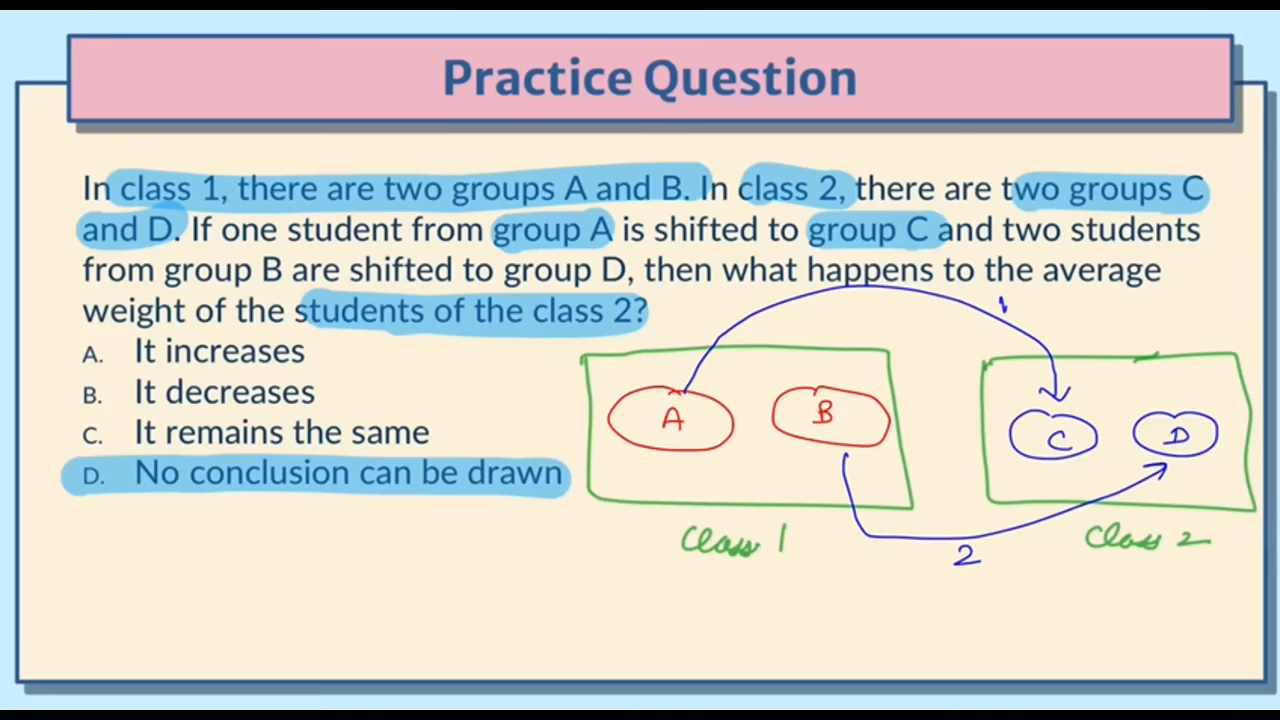 Practice Question
In class 1, there are two groups A and B. In class 2, there are two groups C
and D. If one student from group A is shifted to group C and two students
from group B are shifted to group D, then what happens to the average
weight of the students of the class 2?
A. It increases
B. It decreases
C. It remains the same
D. No conclusion can be drawn
1
A B C D
Class 1 Class 2
2